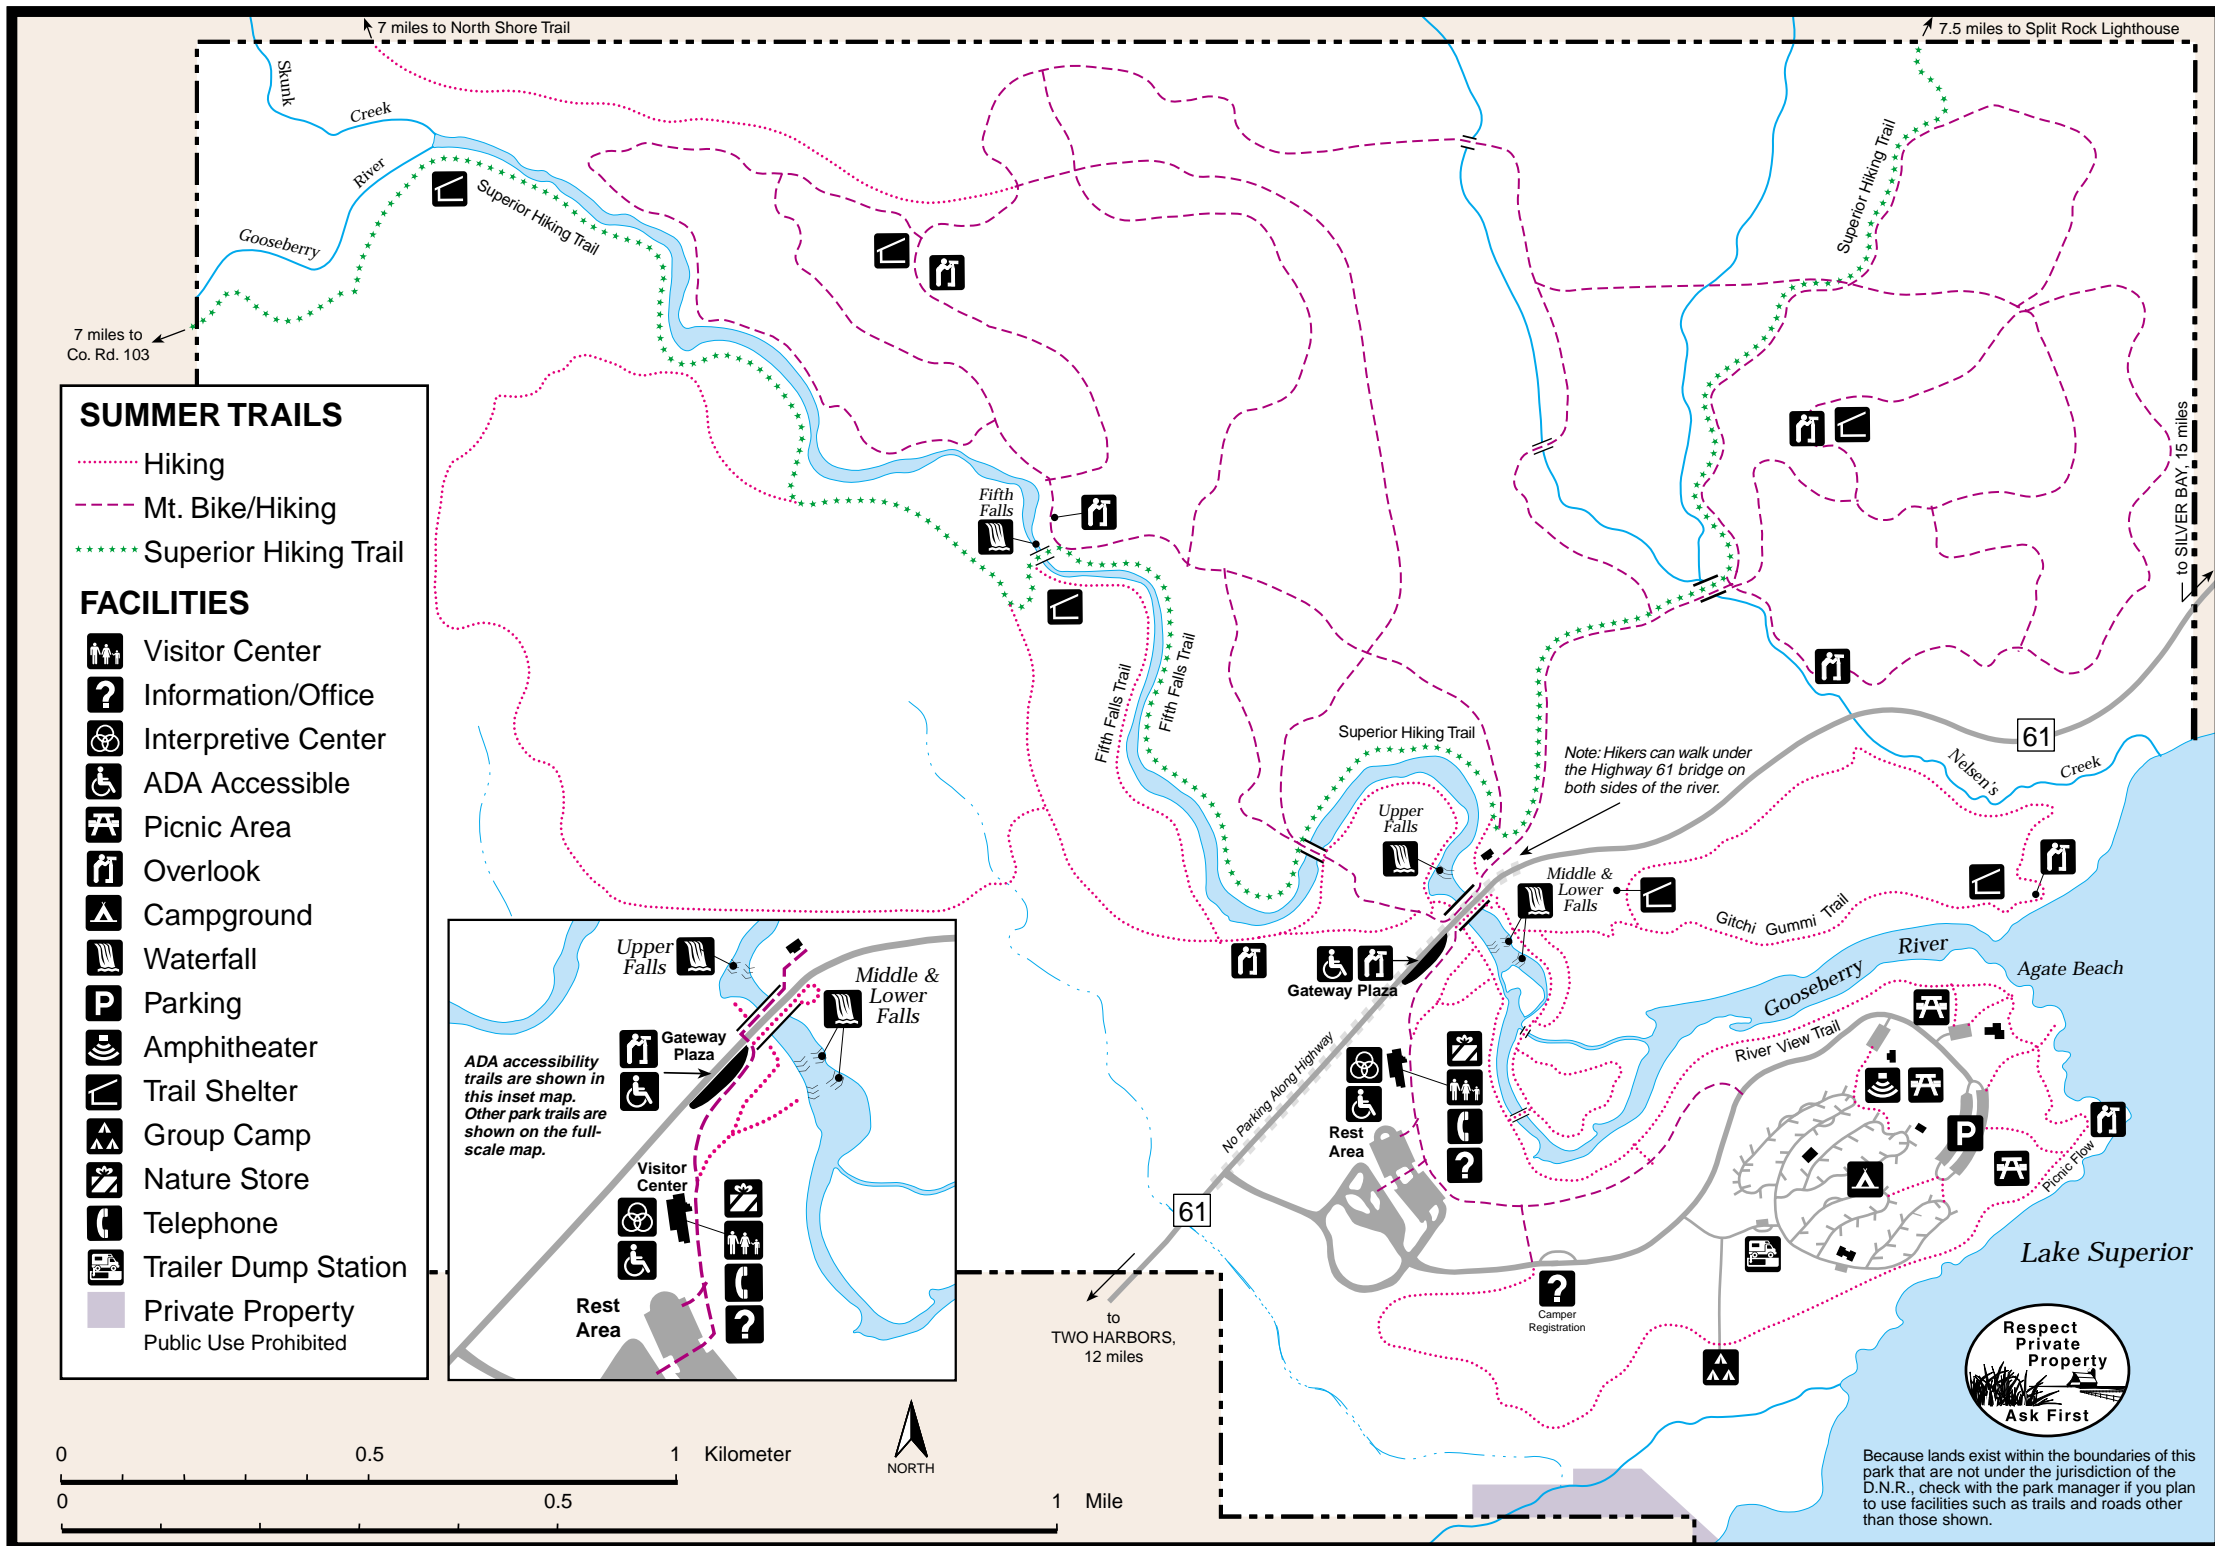 7 miles to North Shore Trail
7.5 miles to Split Rock Lighthouse
Skunk
Creek
River
Gooseberry
Superior Hiking Trail
Superior Hiking Trail
7 miles to
Co. Rd. 103
SUMMER TRAILS
Hiking
Mt. Bike/Hiking
Superior Hiking Trail
FACILITIES
Visitor Center
? Information/Office
Interpretive Center
ADA Accessible
Picnic Area
Overlook
Campground
Waterfall
P Parking
Amphitheater
Trail Shelter
Group Camp
Nature Store
Telephone
Trailer Dump Station
Private Property
Public Use Prohibited
Fifth
Falls
Fifth Falls Trail
Fifth Falls Trail
Superior Hiking Trail
to SILVER BAY, 15 miles
61
Note: Hikers can walk under
the Highway 61 bridge on
both sides of the river.
Nelsen's
Creek
Upper
Falls
Middle &
Lower
Falls
Gitchi Gummi Trail
Gateway Plaza
Gooseberry
River
Agate Beach
River View Trail
No Parking Along Highway
Rest
Area
?
P
Picnic Flow
61
to
TWO HARBORS,
12 miles
?
Camper
Registration
Lake Superior
Upper
Falls
Middle &
Lower
Falls
Gateway
Plaza
ADA accessibility
trails are shown in
this inset map.
Other park trails are
shown on the full-
scale map.
Visitor
Center
Rest
Area
?
Respect
Private
Property
Ask First
Because lands exist within the boundaries of this
park that are not under the jurisdiction of the
D.N.R., check with the park manager if you plan
to use facilities such as trails and roads other
than those shown.
0 0.5 1 Kilometer
0 0.5 1 Mile
NORTH